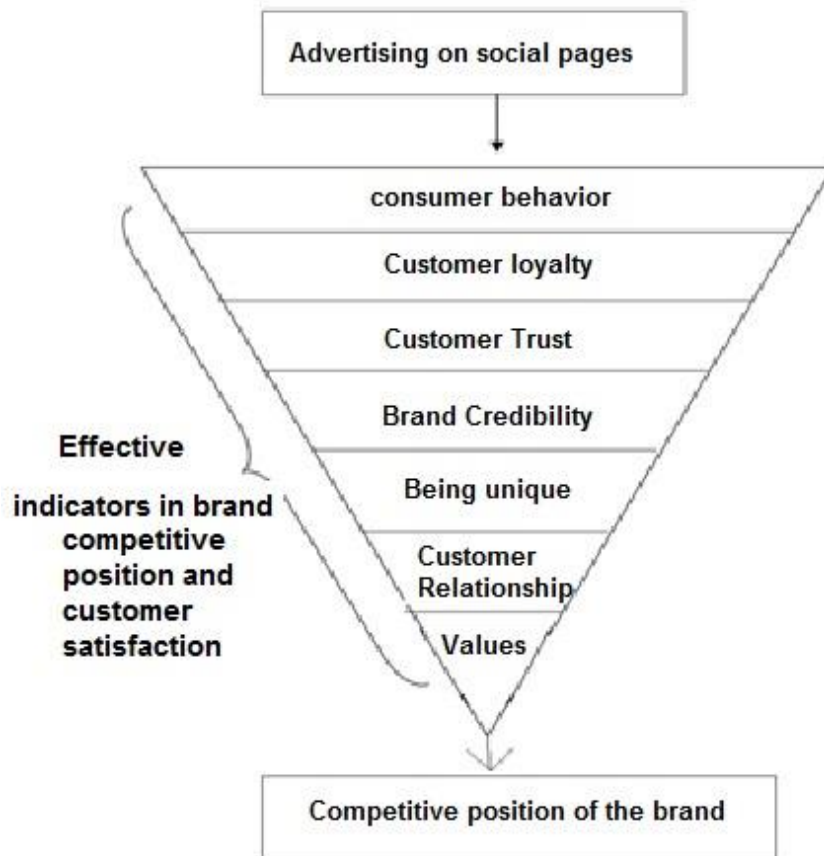 Advertising on social pages
consumer behavior
Customer loyalty
Customer Trust
Brand Credibility
Being unique
Customer
Relationship
Values
Effective
indicators in brand
competitive
position and
customer
satisfaction
Competitive position of the brand